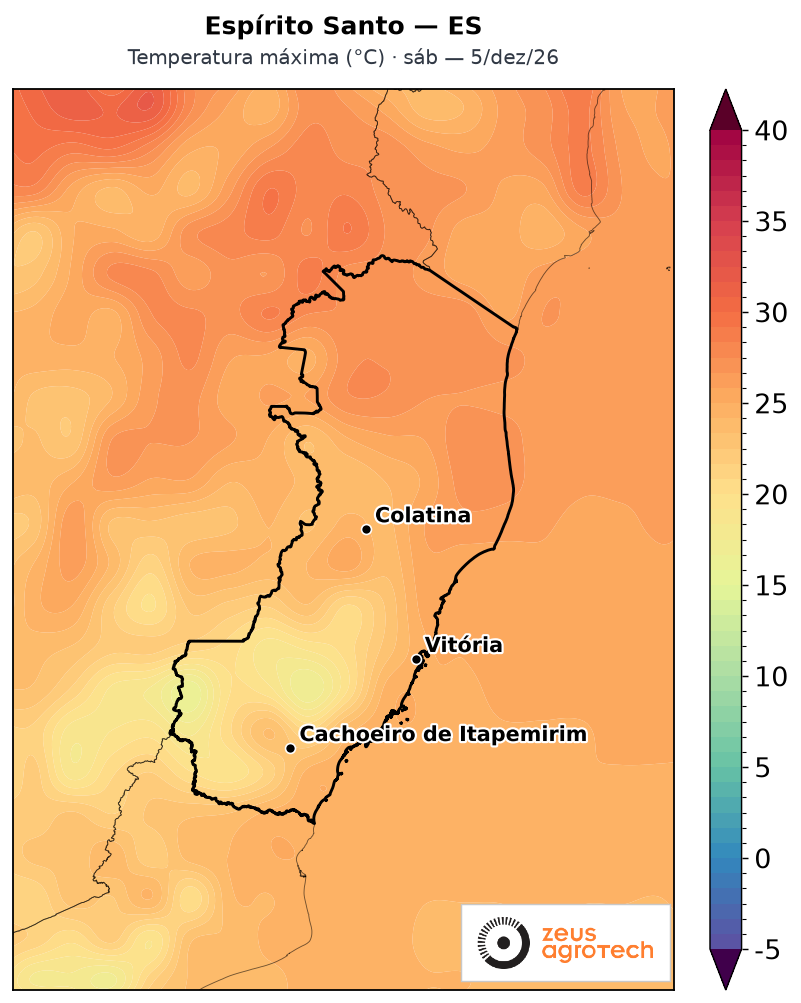 Espírito Santo — ES
Temperatura máxima (°C) · sáb — 5/dez/26
40
35
30
25
20
15
10
5
0
-5
Colatina
Vitória
Cachoeiro de Itapemirim
zeus
agroTech